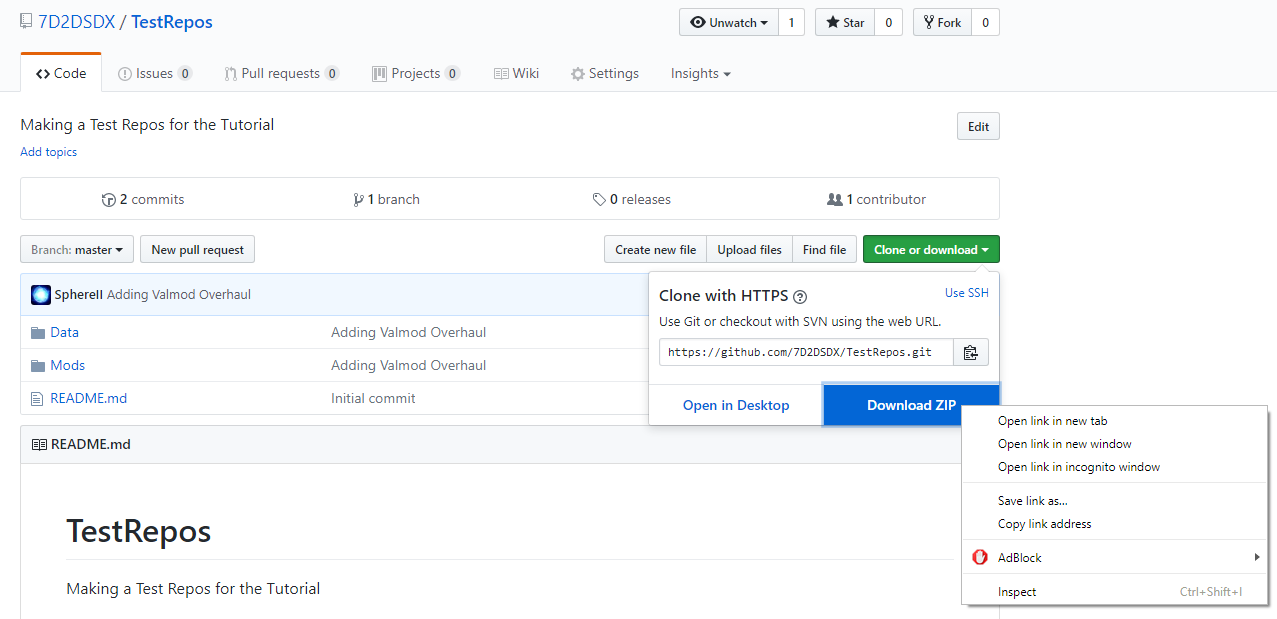 7D2DSDX / TestRepos
Unwatch 1 Star 0 Fork 0
Code Issues 0 Pull requests 0 Projects 0 Wiki Settings Insights
Making a Test Repos for the Tutorial
Edit
Add topics
2 commits 1 branch 0 releases 1 contributor
Branch: master New pull request Create new file Upload files Find file Clone or download
SphereII Adding Valmod Overhaul
Data Adding Valmod Overhaul
Mods Adding Valmod Overhaul
README.md Initial commit
Clone with HTTPS ? Use SSH
Use Git or checkout with SVN using the web URL.
https://github.com/7D2DSDX/TestRepos.git
Open in Desktop Download ZIP
Open link in new tab
Open link in new window
Open link in incognito window
Save link as...
Copy link address
AdBlock
Inspect Ctrl+Shift+I
README.md
TestRepos
Making a Test Repos for the Tutorial